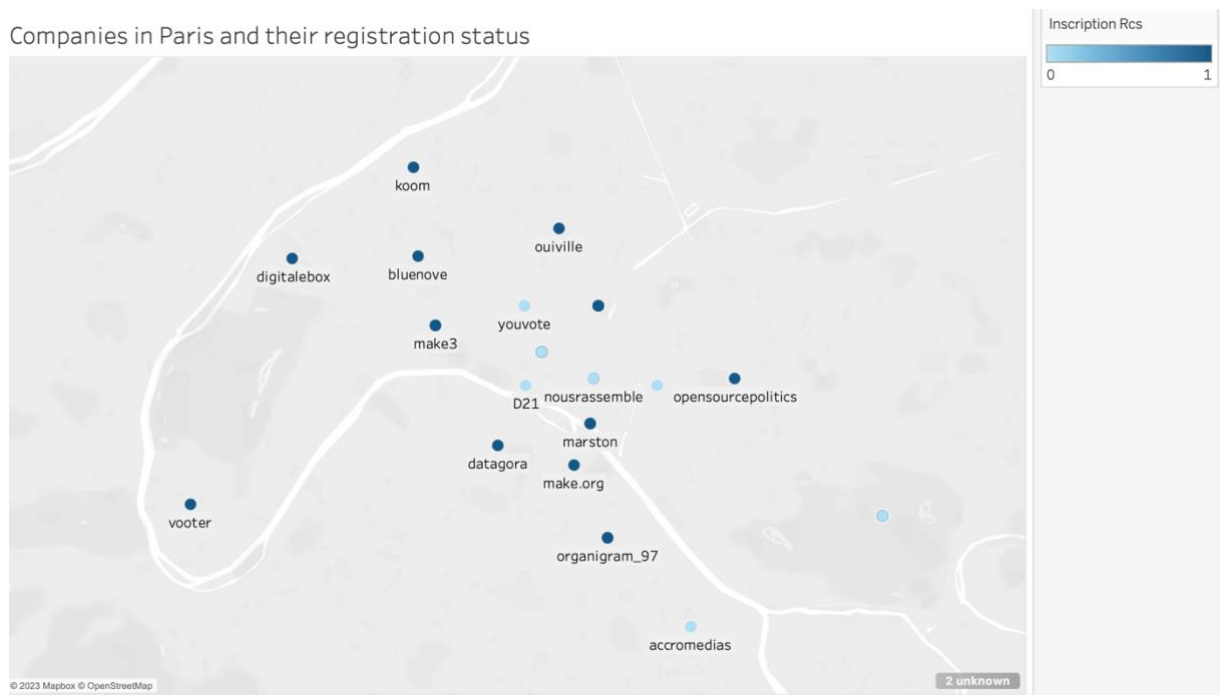 Companies in Paris and their registration status
Inscription Rcs
0 1
koom
ouiville
digitalebox
bluenove
youvote
make3
D21
nousrassemble
opensourcepolitics
marston
datagora
make.org
vooter
organigram_97
accromedias
© 2023 Mapbox © OpenStreetMap
2 unknown